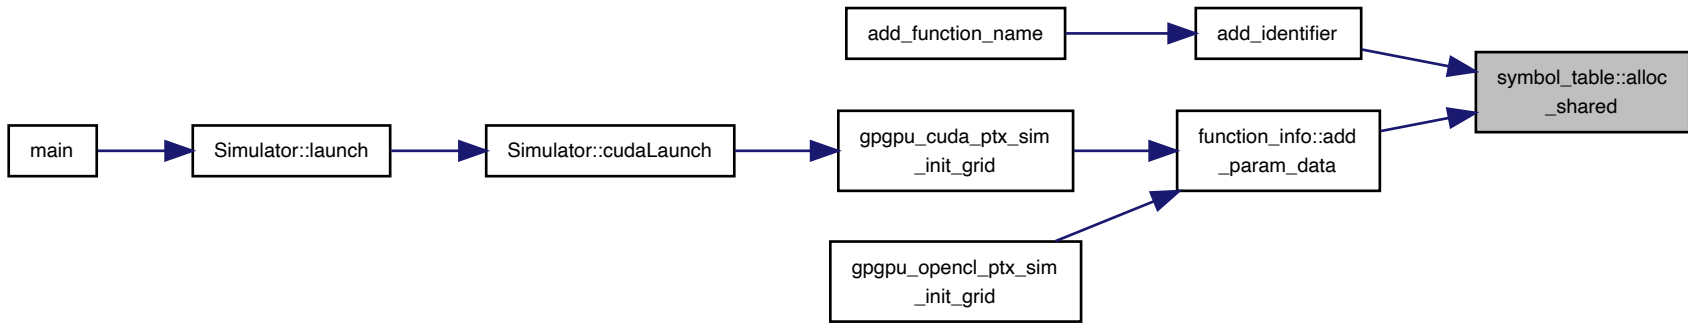 add_function_name
add_identifier
symbol_table::alloc
_shared
main
Simulator::launch
Simulator::cudaLaunch
gpgpu_cuda_ptx_sim
_init_grid
function_info::add
_param_data
gpgpu_opencl_ptx_sim
_init_grid